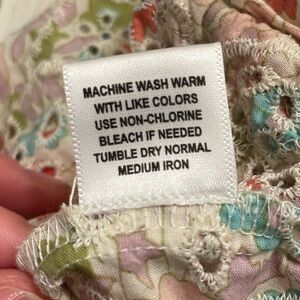 MACHINE WASH WARM
WITH LIKE COLORS
USE NON-CHLORINE
BLEACH IF NEEDED
TUMBLE DRY NORMAL
MEDIUM IRON